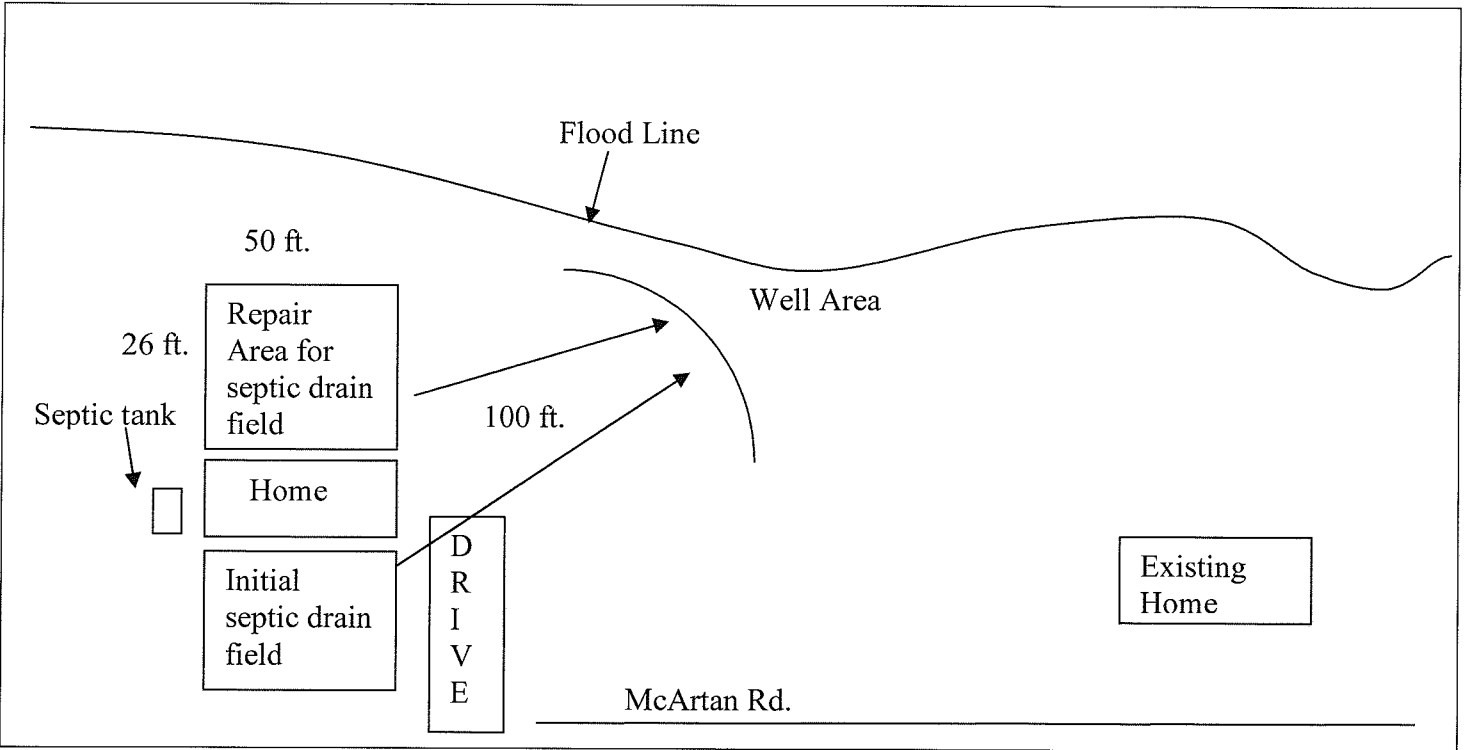 Flood Line
50 ft.
Well Area
Repair
Area for
septic drain
field
26 ft.
Septic tank
100 ft.
Home
D
R
I
V
E
Initial
septic drain
field
Existing
Home
McArtan Rd.